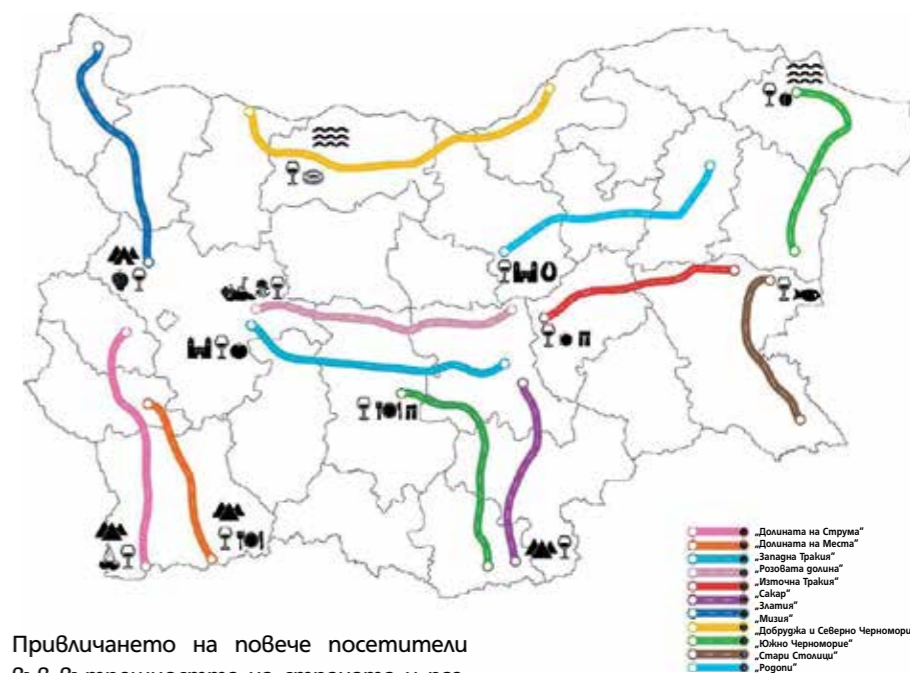 „Долината на Струма“
„Долината на Места“
„Западна Тракия“
„Розовата долина“
„Източна Тракия“
„Сакар“
„Златия“
„Мизия“
„Добруджа и Северно Черномори
„Южно Черноморие“
„Стари Столици“
„Родопи“
Привличането на повече посетители